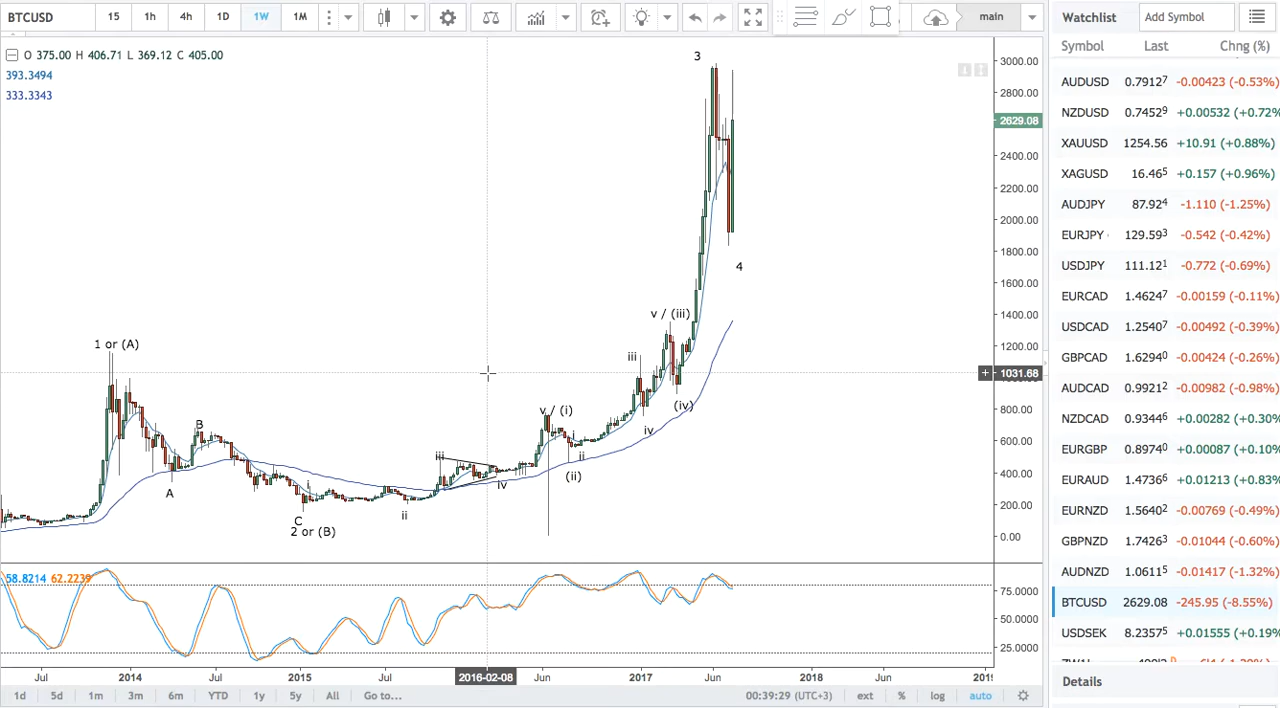 BTCUSD 15 1h 4h 1D 1W 1M main
O 375.00 H 406.71 L 369.12 C 405.00
393.3494
333.3343
3
1 or (A)
B
A
i
C
2 or (B)
ii
iii
iv
v / (i)
i
ii
(ii)
iii
iv
v / (iii)
(iv)
4
3000.00
2800.00
2629.08
2400.00
2200.00
2000.00
1800.00
1600.00
1400.00
1200.00
+ 1031.68
800.00
600.00
400.00
200.00
0.00
58.8214 62.2239
75.0000
50.0000
25.0000
Jul 2014 Jul 2015 Jul 2016-02-08 Jun 2017 Jun 2018 Jun 2019
1d 5d 1m 3m 6m YTD 1y 5y All Go to... 00:39:29 (UTC+3) ext % log auto
Watchlist Add Symbol
Symbol Last Chng (%)
AUDUSD 0.79127 -0.00423 (-0.53%)
NZDUSD 0.74529 +0.00532 (+0.72%
XAUUSD 1254.56 +10.91 (+0.88%)
XAGUSD 16.465 +0.157 (+0.96%)
AUDJPY 87.924 -1.110 (-1.25%)
EURJPY 129.593 -0.542 (-0.42%)
USDJPY 111.121 -0.772 (-0.69%)
EURCAD 1.46247 -0.00159 (-0.11%)
USDCAD 1.25407 -0.00492 (-0.39%)
GBPCAD 1.62940 -0.00424 (-0.26%)
AUDCAD 0.99212 -0.00982 (-0.98%)
NZDCAD 0.93446 +0.00282 (+0.30%
EURGBP 0.89740 +0.00087 (+0.10%
EURAUD 1.47366 +0.01213 (+0.83%
EURNZD 1.56402 -0.00769 (-0.49%)
GBPNZD 1.74263 -0.01044 (-0.60%)
AUDNZD 1.06115 -0.01417 (-1.32%)
BTCUSD 2629.08 -245.95 (-8.55%)
USDSEK 8.23575 +0.01555 (+0.19%
Details